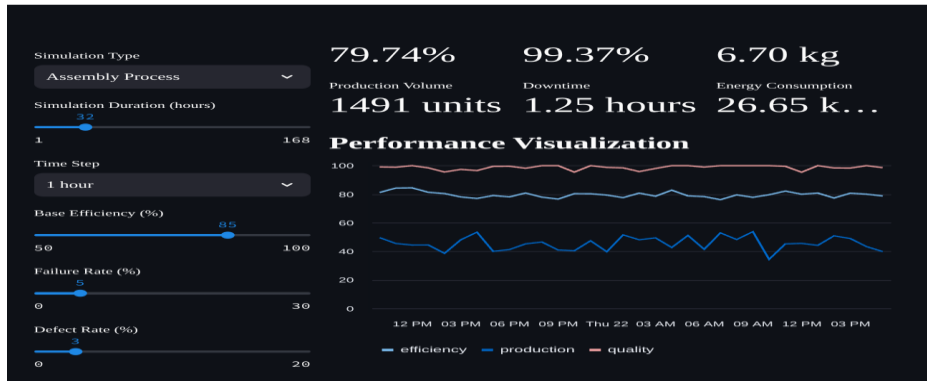 Simulation Type
Assembly Process
Simulation Duration (hours)
32
1 168
Time Step
1 hour
Base Efficiency (%)
85
50 100
Failure Rate (%)
5
0 30
Defect Rate (%)
3
0 20
79.74% 99.37% 6.70 kg
Production Volume Downtime Energy Consumption
1491 units 1.25 hours 26.65 k...
Performance Visualization
100
80
60
40
20
0
12 PM 03 PM 06 PM 09 PM Thu 22 03 AM 06 AM 09 AM 12 PM 03 PM
efficiency production quality